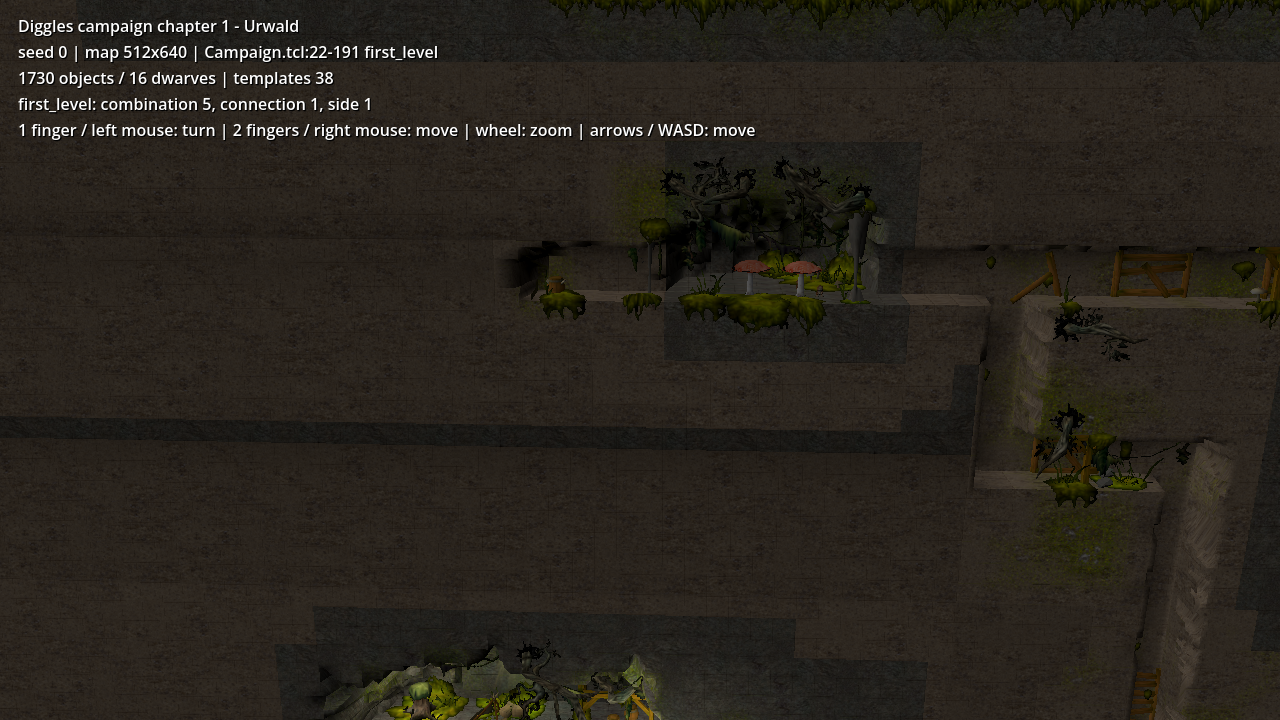 Diggles campaign chapter 1 - Urwald
seed 0 | map 512x640 | Campaign.tcl:22-191 first_level
1730 objects / 16 dwarves | templates 38
first_level: combination 5, connection 1, side 1
1 finger / left mouse: turn | 2 fingers / right mouse: move | wheel: zoom | arrows / WASD: move